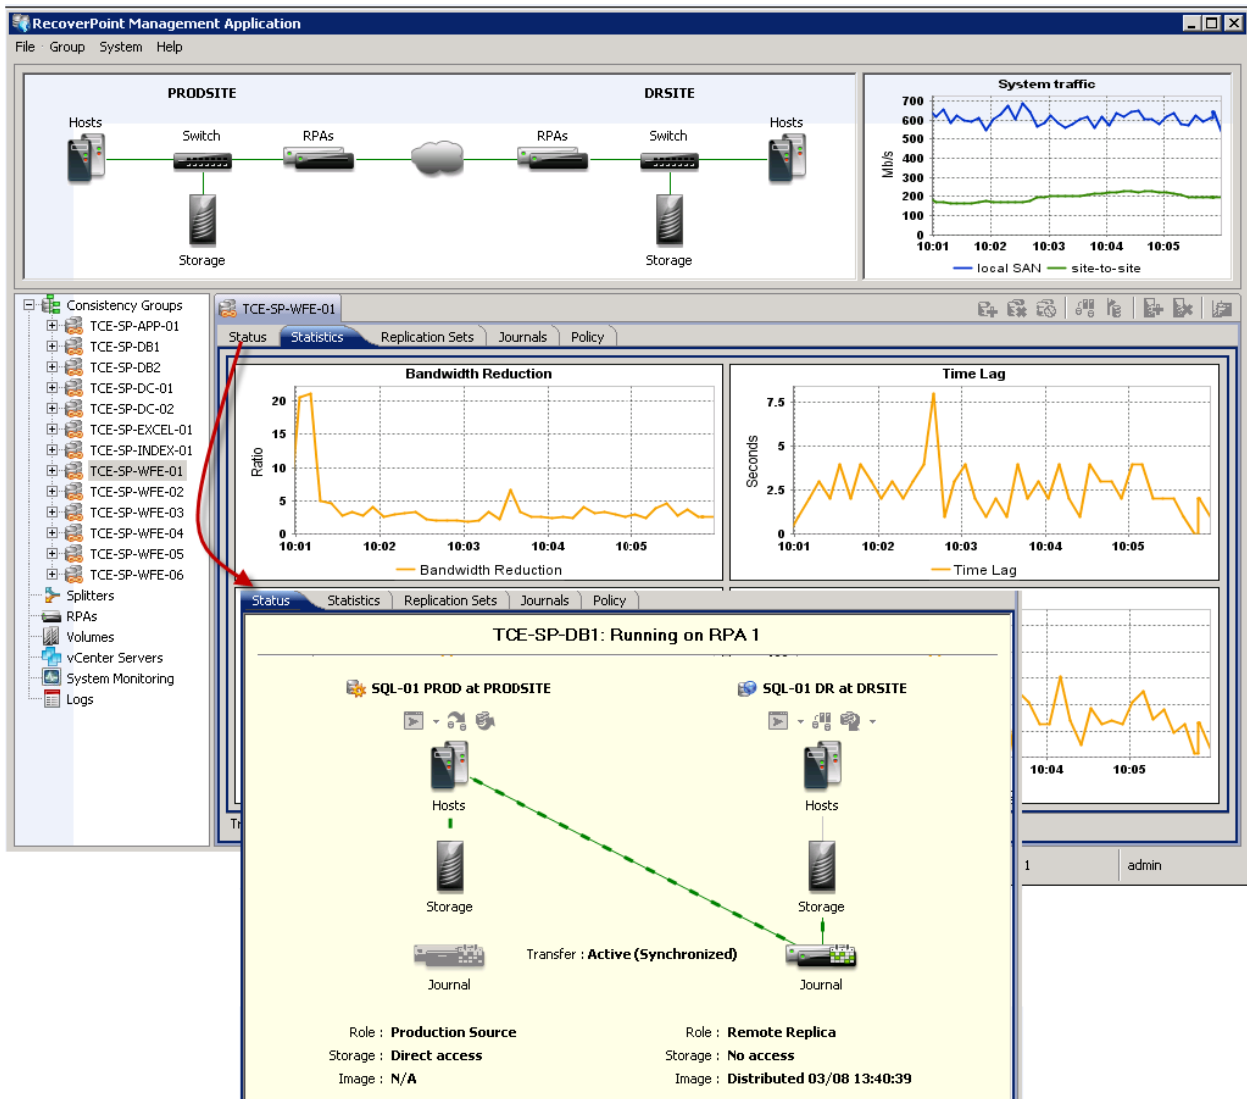 RecoverPoint Management Application
File Group System Help
PRODSITE
DRSITE
Hosts
Switch
RPAs
RPAs
Switch
Hosts
Storage
Storage
System traffic
Mb/s
700
600
500
400
300
200
100
0
10:01 10:02 10:03 10:04 10:05
local SAN site-to-site
Consistency Groups
TCE-SP-APP-01
TCE-SP-DB1
TCE-SP-DB2
TCE-SP-DC-01
TCE-SP-DC-02
TCE-SP-EXCEL-01
TCE-SP-INDEX-01
TCE-SP-WFE-01
TCE-SP-WFE-02
TCE-SP-WFE-03
TCE-SP-WFE-04
TCE-SP-WFE-05
TCE-SP-WFE-06
Splitters
RPAs
Volumes
vCenter Servers
System Monitoring
Logs
TCE-SP-WFE-01
Status Statistics Replication Sets Journals Policy
Bandwidth Reduction
Ratio
20
15
10
5
0
10:01 10:02 10:03 10:04 10:05
Bandwidth Reduction
Time Lag
Seconds
7.5
5
2.5
0
10:01 10:02 10:03 10:04 10:05
Time Lag
10:04 10:05
1 admin
Status Statistics Replication Sets Journals Policy
TCE-SP-DB1: Running on RPA 1
SQL-01 PROD at PRODSITE
SQL-01 DR at DRSITE
Hosts
Hosts
Storage
Storage
Transfer : Active (Synchronized)
Journal
Journal
Role : Production Source
Storage : Direct access
Image : N/A
Role : Remote Replica
Storage : No access
Image : Distributed 03/08 13:40:39